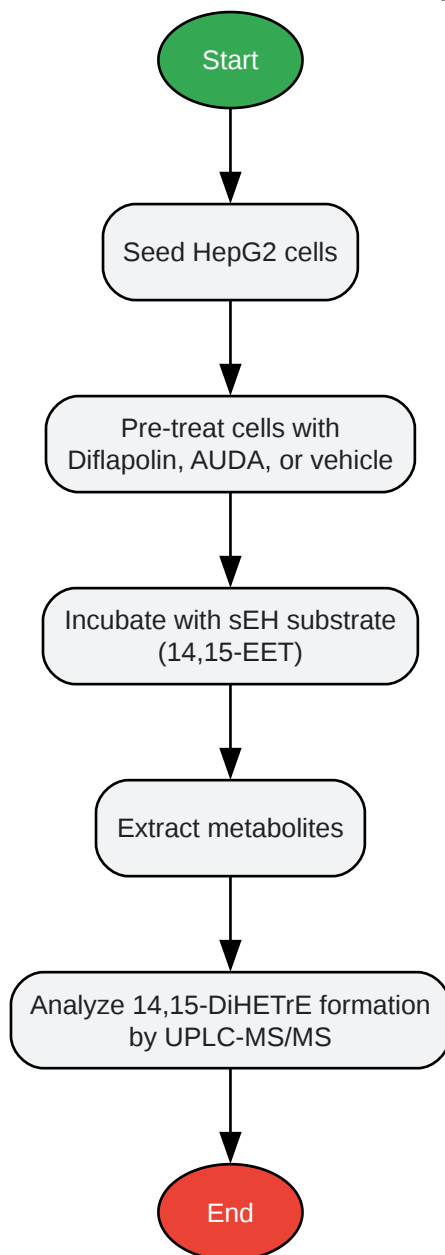 Start
Seed HepG2 cells
Pre-treat cells with
Diflapolin, AUDA, or vehicle
Incubate with sEH substrate
(14,15-EET)
Extract metabolites
Analyze 14,15-DiHETrE formation
by UPLC-MS/MS
End